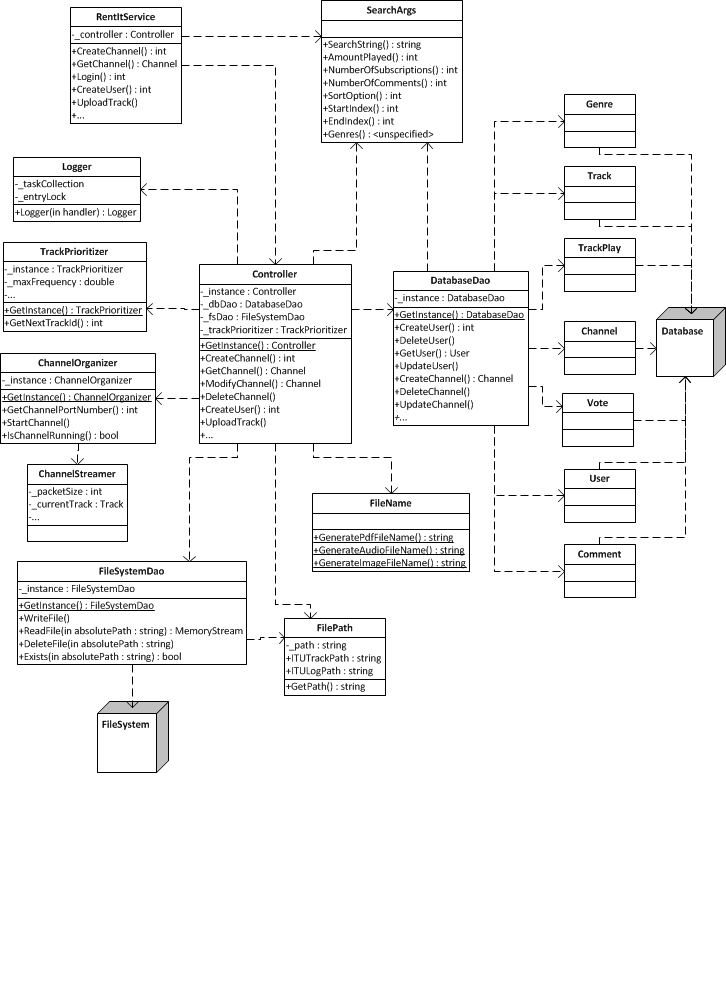 RentItService
-_controller : Controller
+CreateChannel() : int
+GetChannel() : Channel
+Login() : int
+CreateUser() : int
+UploadTrack()
+...
SearchArgs
+SearchString() : string
+AmountPlayed() : int
+NumberOfSubscriptions() : int
+NumberOfComments() : int
+SortOption() : int
+StartIndex() : int
+EndIndex() : int
+Genres() : <unspecified>
Logger
-_taskCollection
-_entryLock
+Logger(in handler) : Logger
TrackPrioritizer
-_instance : TrackPrioritizer
-_maxFrequency : double
-...
+GetInstance() : TrackPrioritizer
+GetNextTrackId() : int
ChannelOrganizer
-_instance : ChannelOrganizer
+GetInstance() : ChannelOrganizer
+GetChannelPortNumber() : int
+StartChannel()
+IsChannelRunning() : bool
ChannelStreamer
-_packetSize : int
-_currentTrack : Track
-...
Controller
-_instance : Controller
-_dbDao : DatabaseDao
-_fsDao : FileSystemDao
-_trackPrioritizer : TrackPrioritizer
+GetInstance() : Controller
+CreateChannel() : int
+GetChannel() : Channel
+ModifyChannel() : Channel
+DeleteChannel()
+CreateUser() : int
+UploadTrack()
+...
DatabaseDao
-_instance : DatabaseDao
+GetInstance() : DatabaseDao
+CreateUser() : int
+DeleteUser()
+GetUser() : User
+UpdateUser()
+CreateChannel() : Channel
+DeleteChannel()
+UpdateChannel()
+...
Genre
Track
TrackPlay
Channel
Vote
User
Comment
Database
FileName
+GeneratePdfFileName() : string
+GenerateAudioFileName() : string
+GenerateImageFileName() : string
FileSystemDao
-_instance : FileSystemDao
+GetInstance() : FileSystemDao
+WriteFile()
+ReadFile(in absolutePath : string) : MemoryStream
+DeleteFile(in absolutePath : string)
+Exists(in absolutePath : string) : bool
FilePath
-_path : string
+ITUTrackPath : string
+ITULogPath : string
+GetPath() : string
FileSystem